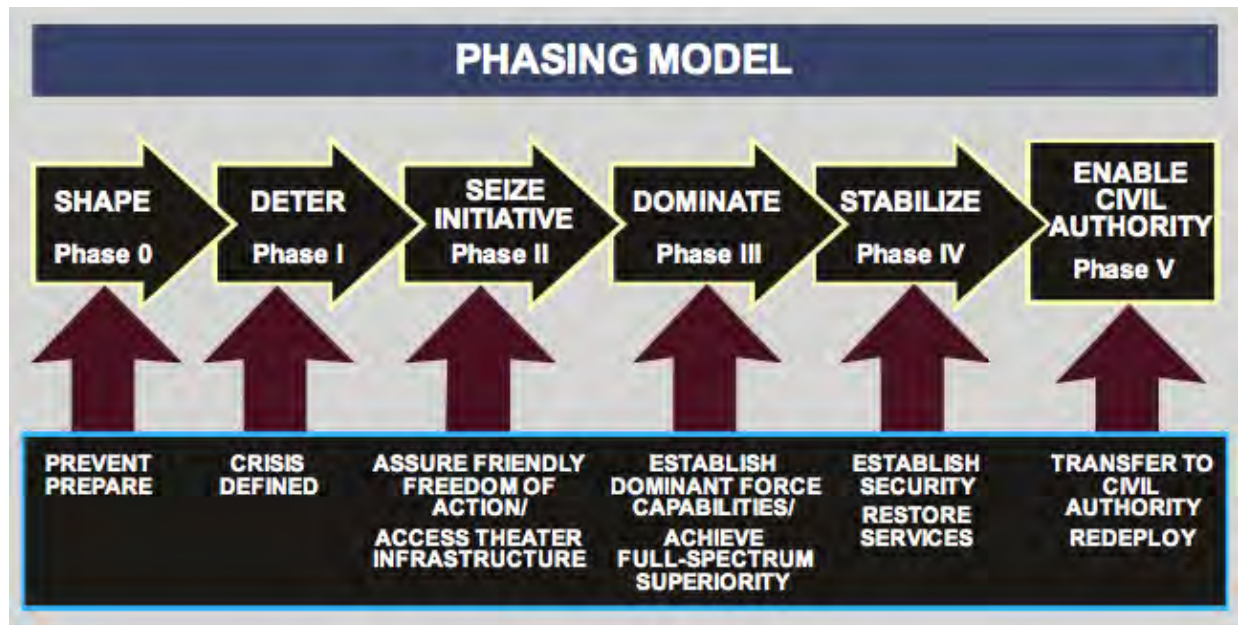 PHASING MODEL
SHAPE
Phase 0
DETER
Phase I
SEIZE
INITIATIVE
Phase II
DOMINATE
Phase III
STABILIZE
Phase IV
ENABLE
CIVIL
AUTHORITY
Phase V
PREVENT
PREPARE
CRISIS
DEFINED
ASSURE FRIENDLY
FREEDOM OF
ACTION/
ACCESS THEATER
INFRASTRUCTURE
ESTABLISH
DOMINANT FORCE
CAPABILITIES/
ACHIEVE
FULL-SPECTRUM
SUPERIORITY
ESTABLISH
SECURITY
RESTORE
SERVICES
TRANSFER TO
CIVIL
AUTHORITY
REDEPLOY